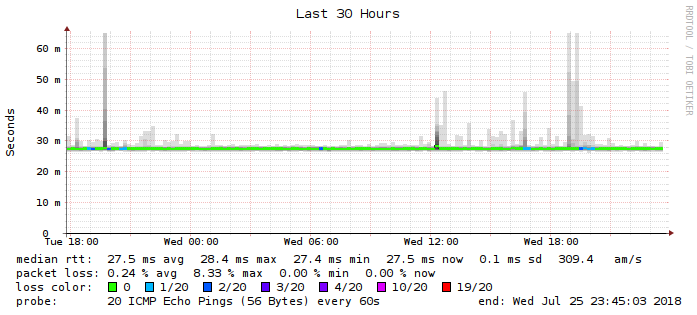 Last 30 Hours
RRDTOOL / TOBI OETIKER
Seconds
60 m
50 m
40 m
30 m
20 m
10 m
0
Tue 18:00 Wed 00:00 Wed 06:00 Wed 12:00 Wed 18:00
median rtt: 27.5 ms avg 28.4 ms max 27.4 ms min 27.5 ms now 0.1 ms sd 309.4 am/s
packet loss: 0.24 % avg 8.33 % max 0.00 % min 0.00 % now
loss color: 0 1/20 2/20 3/20 4/20 10/20 19/20
probe: 20 ICMP Echo Pings (56 Bytes) every 60s end: Wed Jul 25 23:45:03 2018